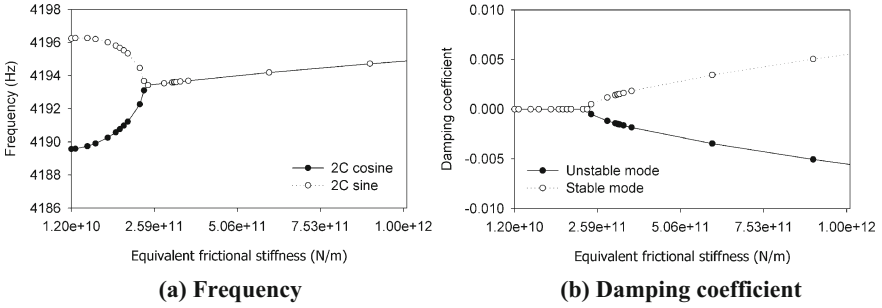 4198
4196
4194
4192
4190
4188
4186
Frequency (Hz)
2C cosine
2C sine
1.20e+10
2.59e+11
5.06e+11
7.53e+11
1.00e+12
Equivalent frictional stiffness (N/m)
(a) Frequency
0.010
0.005
0.000
-0.005
-0.010
Damping coefficient
Unstable mode
Stable mode
1.20e+10
2.59e+11
5.06e+11
7.53e+11
1.00e+12
Equivalent frictional stiffness (N/m)
(b) Damping coefficient